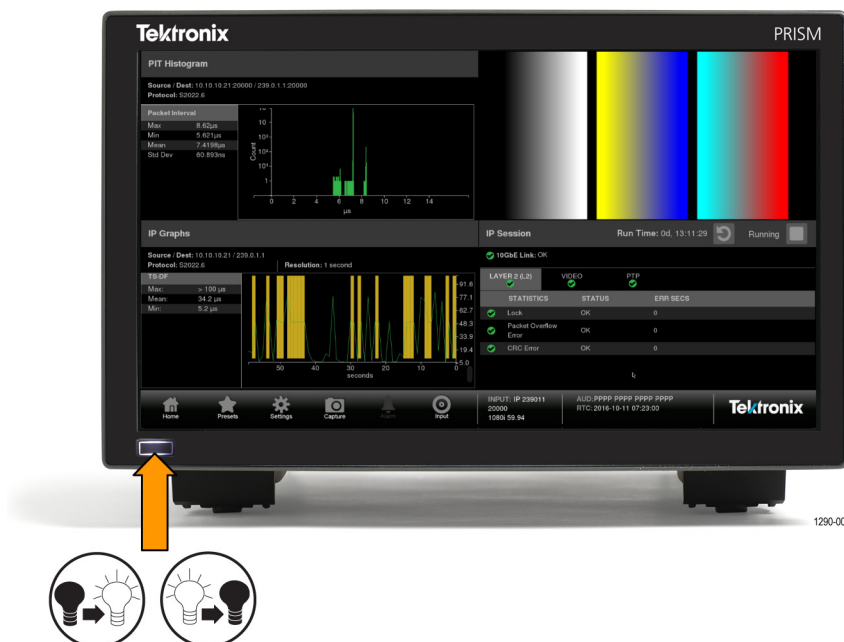 Tektronix
PRISM
PIT Histogram
Source / Dest: 10.10.10.21:20000 / 239.0.1.1:20000
Protocol: S2022.6
Packet Interval
Max 8.62µs
Min 5.621µs
Mean 7.4198µs
Std Dev 60.893ns
Count
10
10³
10²
10¹
1
0 2 4 6 8 10 12 14
µs
IP Graphs
Source / Dest: 10.10.10.21 / 239.0.1.1
Protocol: S2022.6
Resolution: 1 second
TS-DF
Max: > 100 µs
Mean: 34.2 µs
Min: 5.2 µs
91.6
77.1
62.7
48.3
33.9
19.4
5.0
50 40 30 20 10 0
seconds
IP Session
Run Time: 0d, 13:11:29
Running
10GbE Link: OK
LAYER 2 (L2) VIDEO PTP
STATISTICS STATUS ERR SECS
Lock OK 0
Packet Overflow Error OK 0
CRC Error OK 0
Home
Presets
Settings
Capture
Alarm
Input
INPUT: IP 239011
20000
1080i 59.94
AUD:PPPP PPPP PPPP PPPP
RTC: 2016-10-11 07:23:00
Tektronix